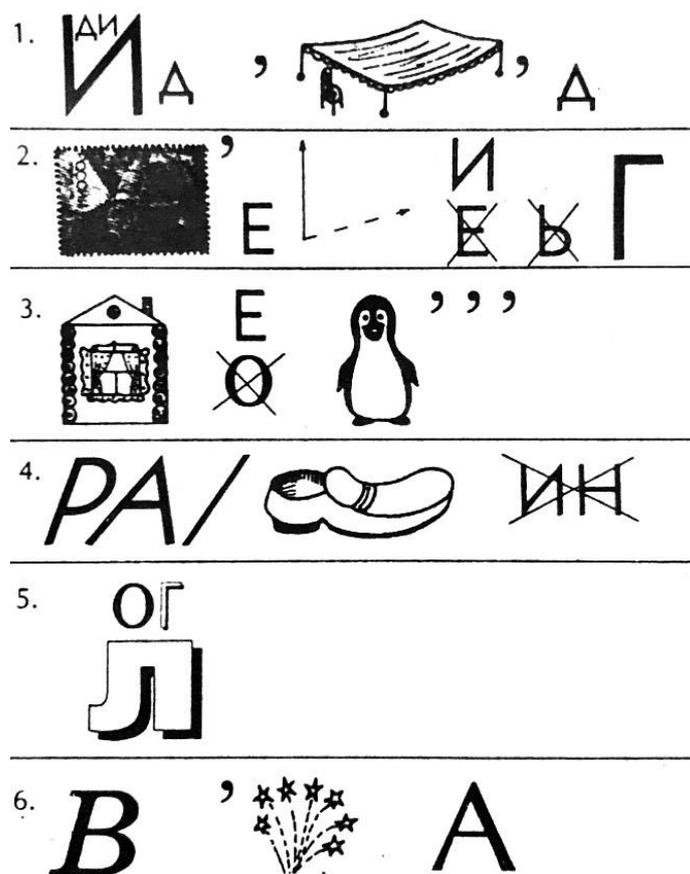 1. ДИ И Д , , Д
2. , Е И Е Ь Г
3. Е О , , ,
4. РА/ ИН
5. ОГ Л
6. В , А